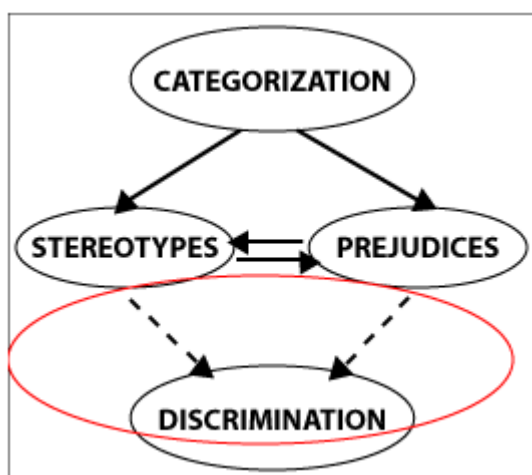 CATEGORIZATION
STEREOTYPES
PREJUDICES
DISCRIMINATION